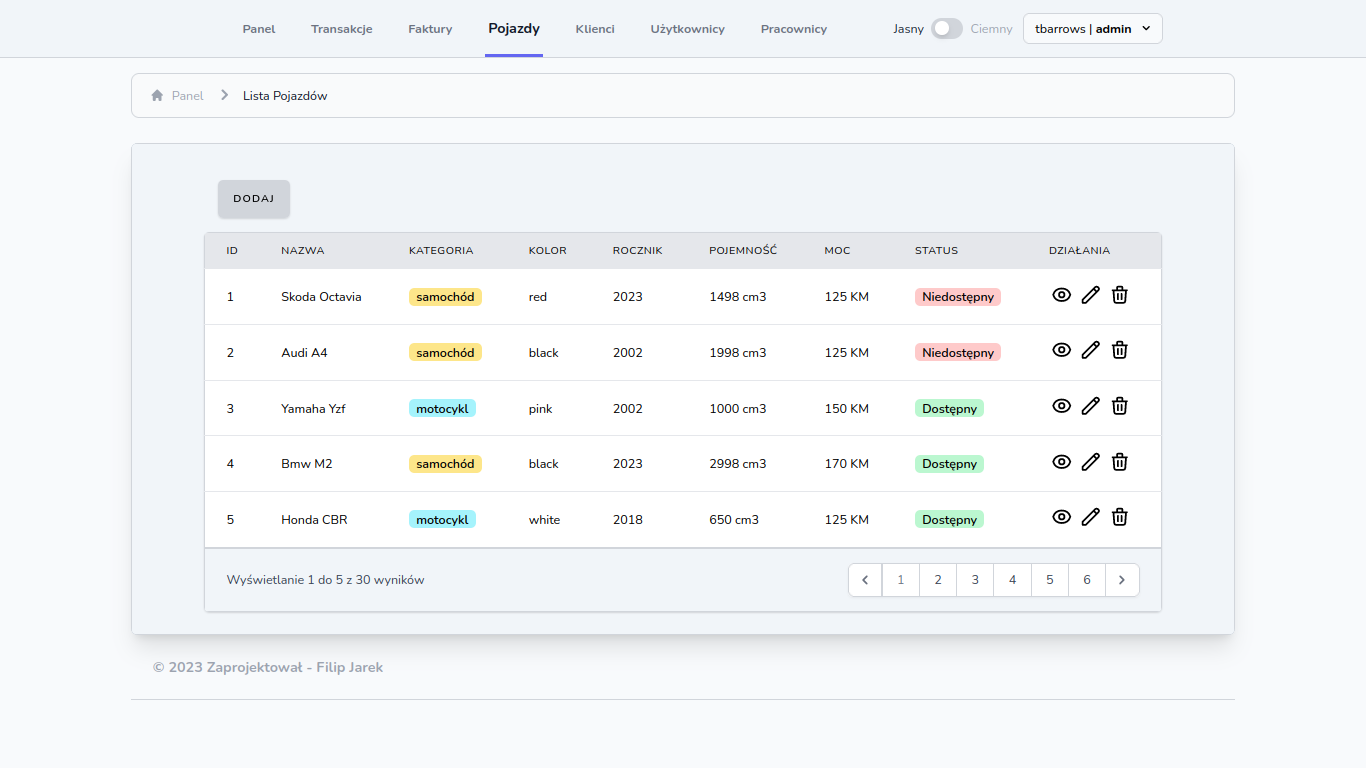 Panel Transakcje Faktury Pojazdy Klienci Użytkownicy Pracownicy Jasny Ciemny tbarrows | admin
Panel Lista Pojazdów
DODAJ
ID NAZWA KATEGORIA KOLOR ROCZNIK POJEMNOŚĆ MOC STATUS DZIAŁANIA
1 Skoda Octavia samochód red 2023 1498 cm3 125 KM Niedostępny
2 Audi A4 samochód black 2002 1998 cm3 125 KM Niedostępny
3 Yamaha Yzf motocykl pink 2002 1000 cm3 150 KM Dostępny
4 Bmw M2 samochód black 2023 2998 cm3 170 KM Dostępny
5 Honda CBR motocykl white 2018 650 cm3 125 KM Dostępny
Wyświetlanie 1 do 5 z 30 wyników 1 2 3 4 5 6
© 2023 Zaprojektował - Filip Jarek